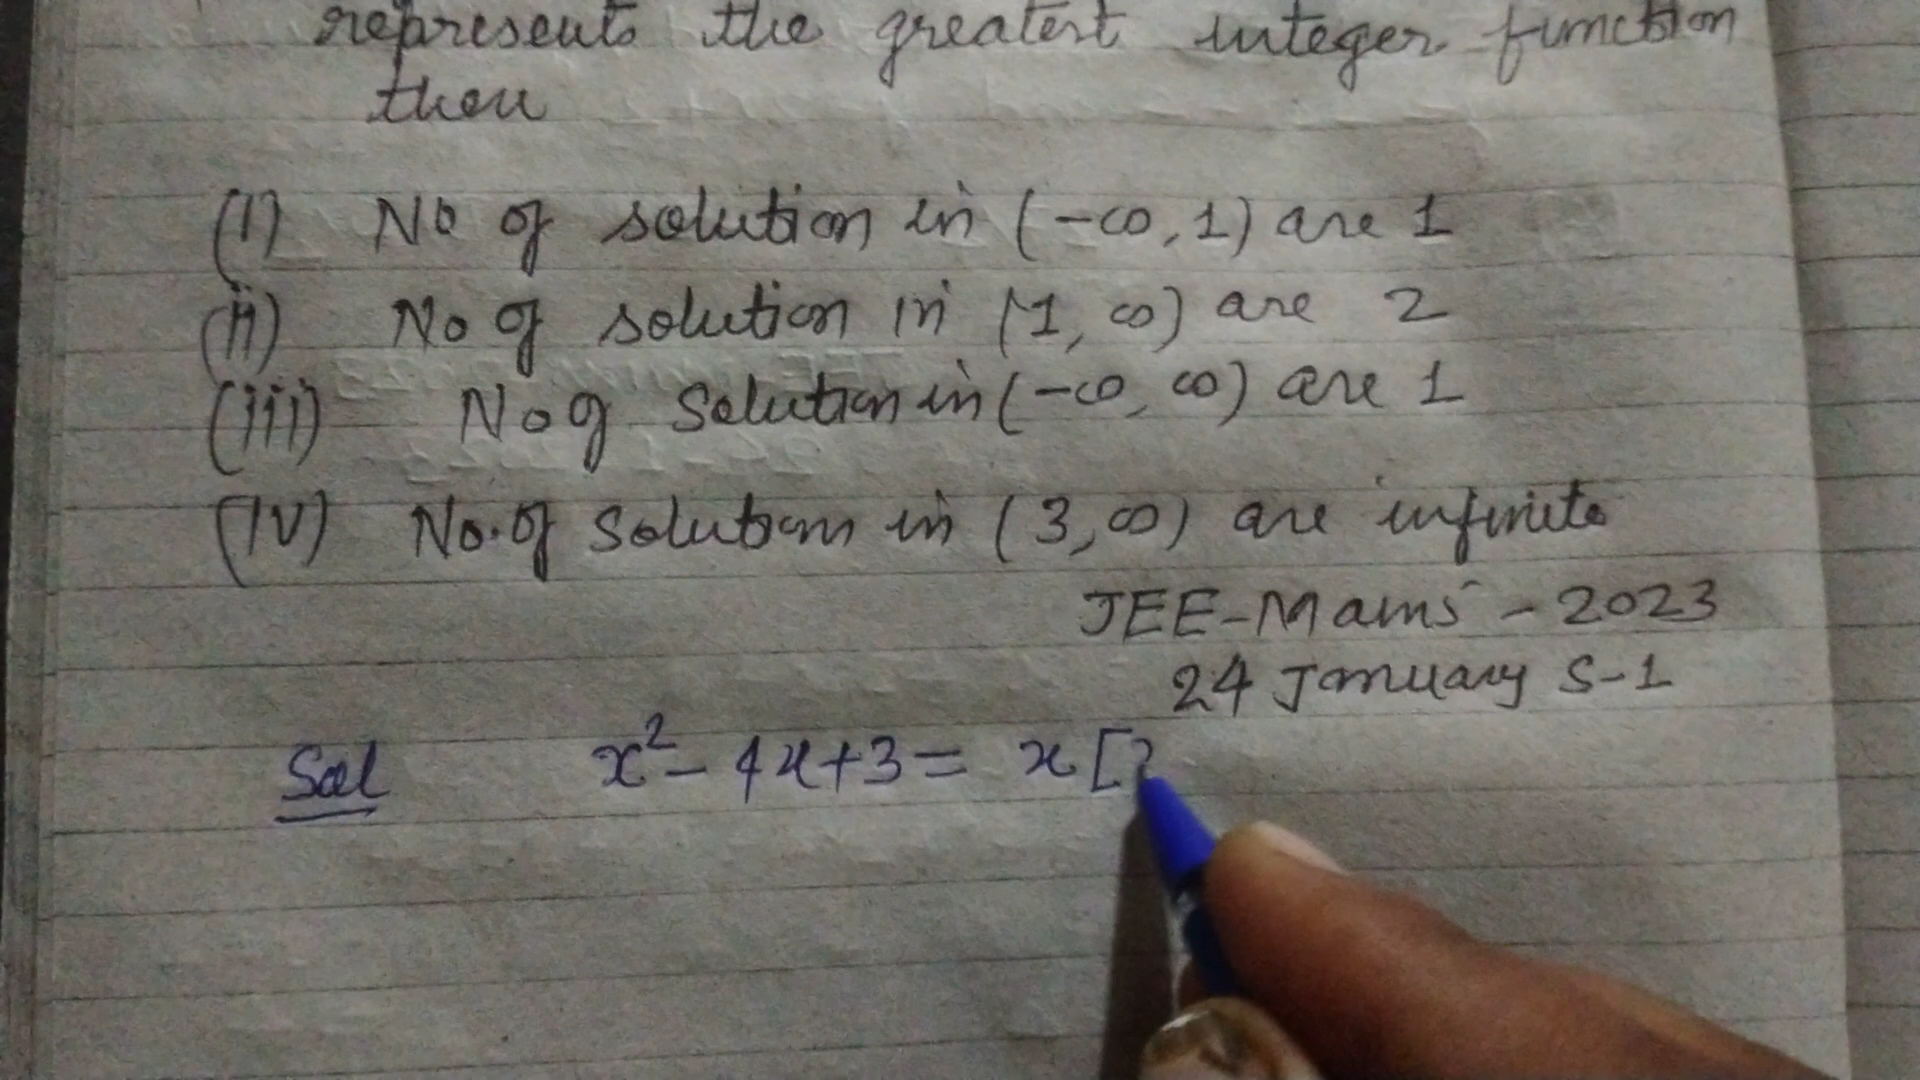 represents the greatest integer function
then
(I) No of solution in (-∞, 1) are 1
(ii) No of solution in (1, ∞) are 2
(iii) No of Solution in (-∞, ∞) are 1
(IV) No. of solutions in (3, ∞) are infinite
JEE-Mains - 2023
24 January S-1
Sol x² - 4x + 3 = x [